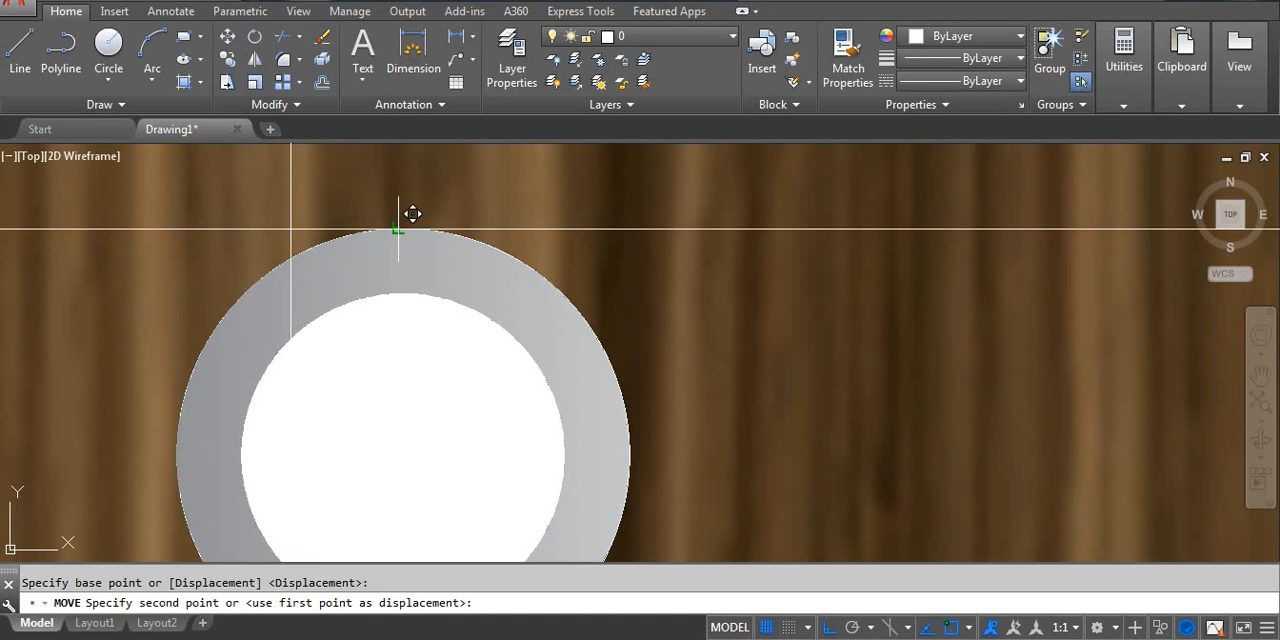 Home Insert Annotate Parametric View Manage Output Add-ins A360 Express Tools Featured Apps
0 ByLayer
Line Polyline Circle Arc Text Dimension Layer Properties Insert Match Properties ByLayer Group Utilities Clipboard View
ByLayer
Draw Modify Annotation Layers Block Properties Groups
Start Drawing1*
[−][Top][2D Wireframe]
N
W TOP E
S
WCS
Y
X
Specify base point or [Displacement] <Displacement>:
MOVE Specify second point or <use first point as displacement>:
Model Layout1 Layout2 MODEL 1:1